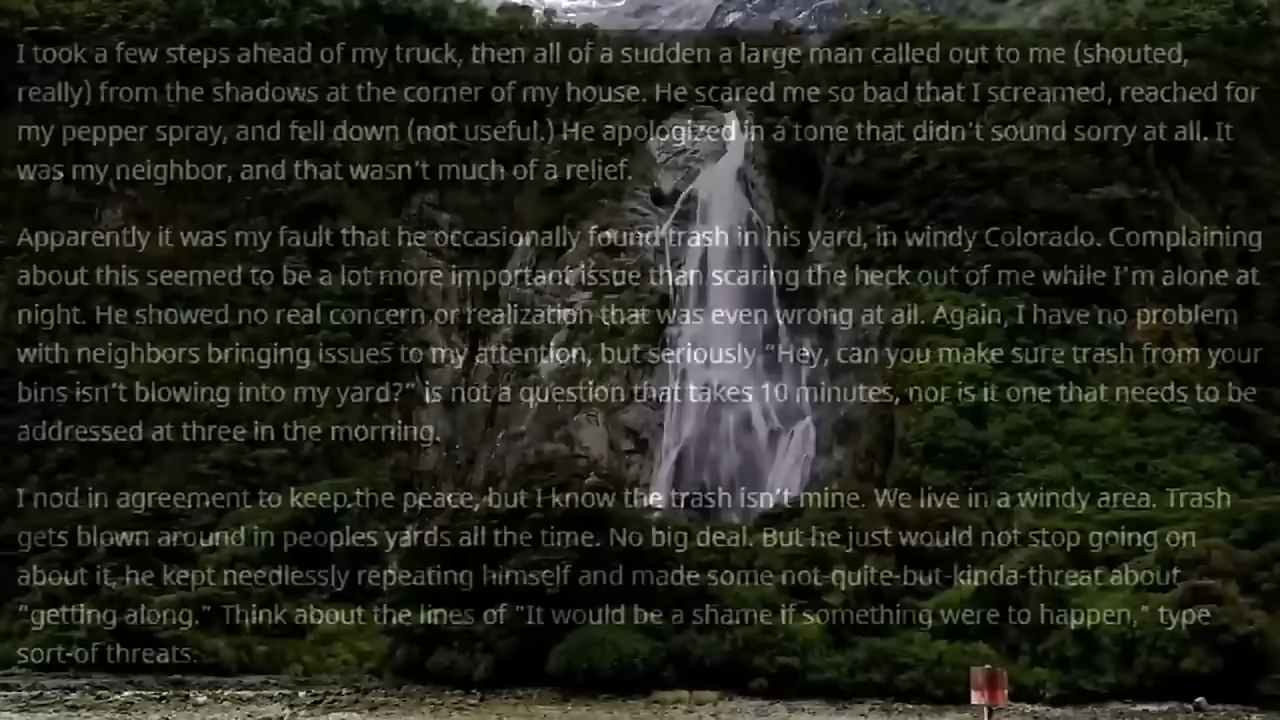 I took a few steps ahead of my truck, then all of a sudden a large man called out to me (shouted,
really) from the shadows at the corner of my house. He scared me so bad that I screamed, reached for
my pepper spray, and fell down (not useful.) He apologized in a tone that didn't sound sorry at all. It
was my neighbor, and that wasn't much of a relief.
Apparently it was my fault that he occasionally found trash in his yard, in windy Colorado. Complaining
about this seemed to be a lot more important issue than scaring the heck out of me while I'm alone at
night. He showed no real concern or realization that was even wrong at all. Again, I have no problem
with neighbors bringing issues to my attention, but seriously “Hey, can you make sure trash from your
bins isn't blowing into my yard?” is not a question that takes 10 minutes, nor is it one that needs to be
addressed at three in the morning.
I nod in agreement to keep the peace, but I know the trash isn't mine. We live in a windy area. Trash
gets blown around in peoples yards all the time. No big deal. But he just would not stop going on
about it, he kept needlessly repeating himself and made some not-quite-but-kinda-threat about
“getting along.” Think about the lines of "It would be a shame if something were to happen," type
sort-of threats.